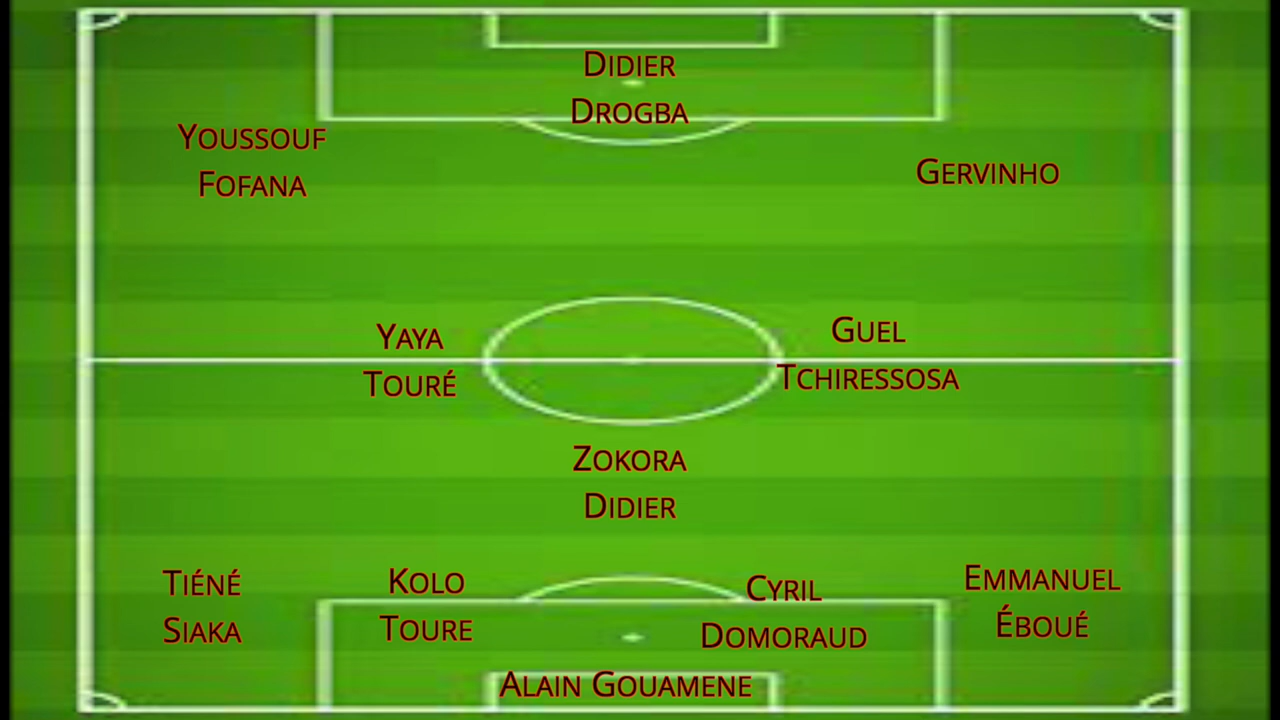 Didier
Drogba
Youssouf
Fofana
Gervinho
Yaya
Touré
Guel
Tchiressosa
Zokora
Didier
Tiéné
Siaka
Kolo
Toure
Cyril
Domoraud
Emmanuel
Éboué
Alain Gouamene